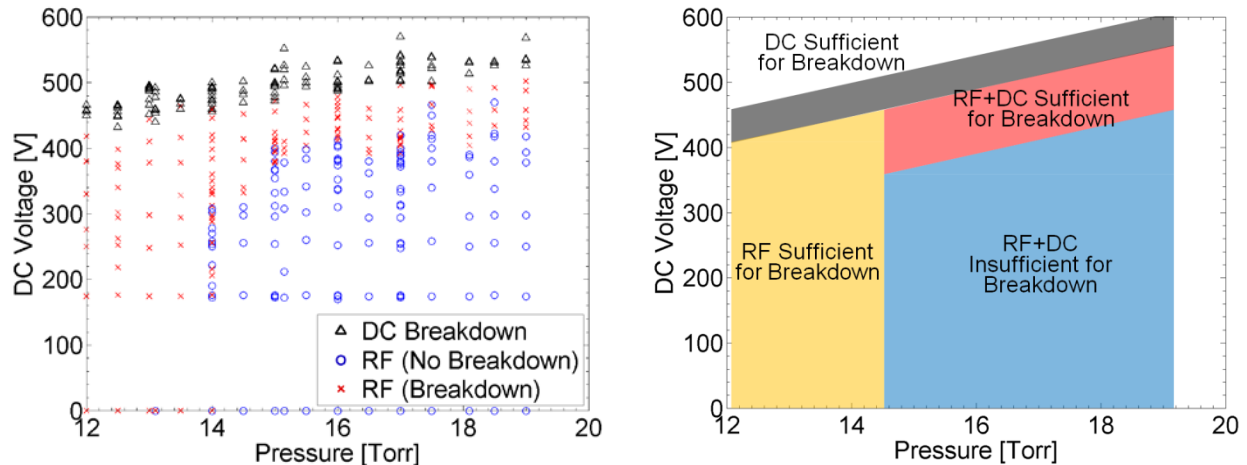 600
500
400
300
200
100
0
DC Voltage [V]
12
14
16
18
20
Pressure [Torr]
DC Breakdown
RF (No Breakdown)
RF (Breakdown)
600
500
400
300
200
100
0
DC Voltage [V]
12
14
16
18
20
Pressure [Torr]
DC Sufficient
for Breakdown
RF+DC Sufficient
for Breakdown
RF Sufficient
for Breakdown
RF+DC
Insufficient for
Breakdown